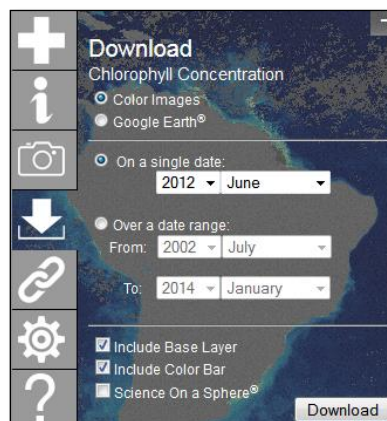 Download
Chlorophyll Concentration
Color Images
Google Earth®
On a single date:
2012 June
Over a date range:
From: 2002 July
To: 2014 January
Include Base Layer
Include Color Bar
Science On a Sphere®
Download